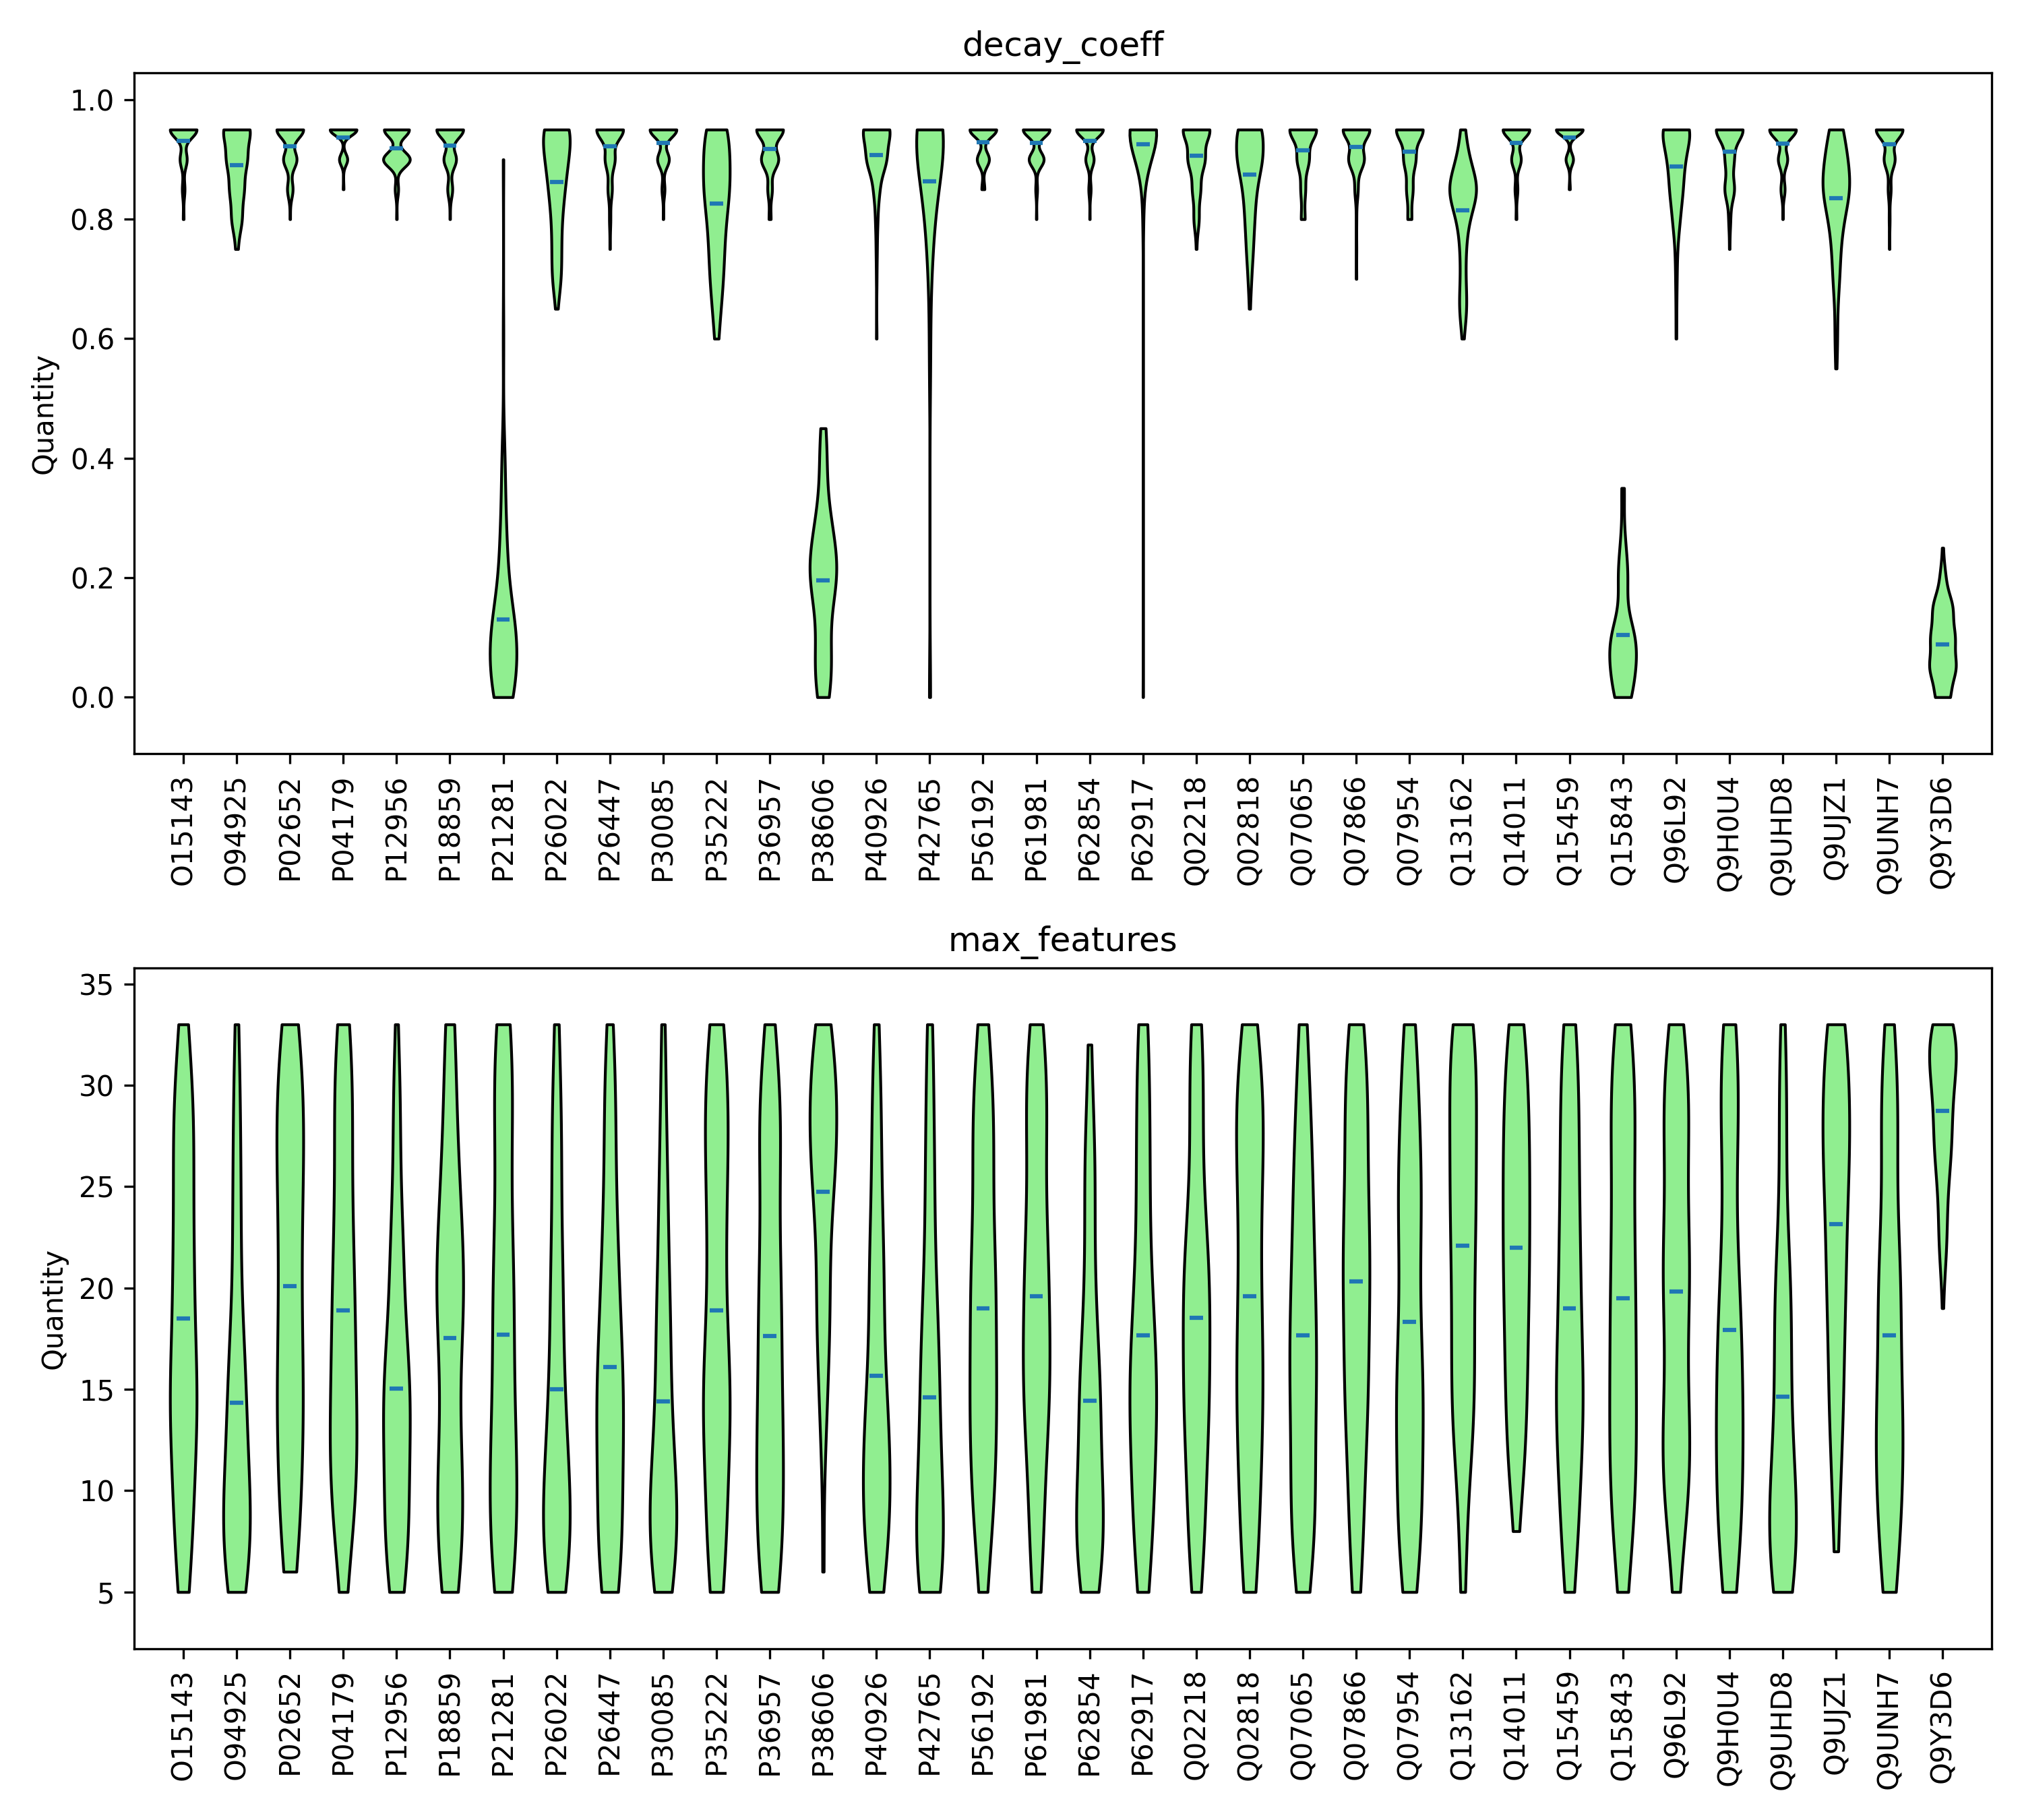 decay_coeff
1.0
0.8
0.6
0.4
0.2
0.0
Quantity
O15143
O94925
P02652
P04179
P12956
P18859
P21281
P26022
P26447
P30085
P35222
P36957
P38606
P40926
P42765
P56192
P61981
P62854
P62917
Q02218
Q02818
Q07065
Q07866
Q07954
Q13162
Q14011
Q15459
Q15843
Q96L92
Q9H0U4
Q9UHD8
Q9UJZ1
Q9UNH7
Q9Y3D6
max_features
35
30
25
20
15
10
5
Quantity
O15143
O94925
P02652
P04179
P12956
P18859
P21281
P26022
P26447
P30085
P35222
P36957
P38606
P40926
P42765
P56192
P61981
P62854
P62917
Q02218
Q02818
Q07065
Q07866
Q07954
Q13162
Q14011
Q15459
Q15843
Q96L92
Q9H0U4
Q9UHD8
Q9UJZ1
Q9UNH7
Q9Y3D6